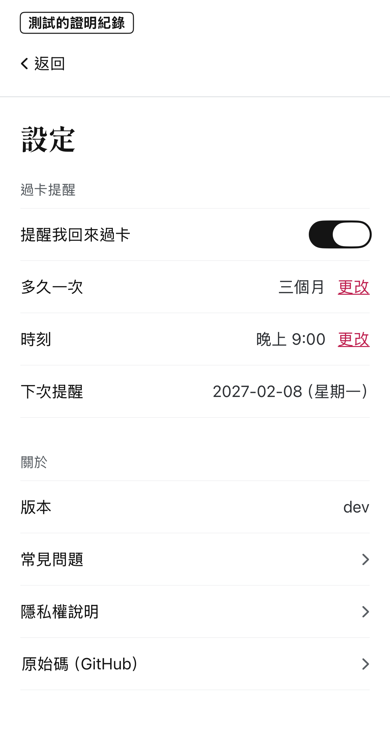 測試的證明紀錄
返回
設定
過卡提醒
提醒我回來過卡
多久一次 三個月 更改
時刻 晚上 9:00 更改
下次提醒 2027-02-08 (星期一)
關於
版本 dev
常見問題
隱私權說明
原始碼 (GitHub)